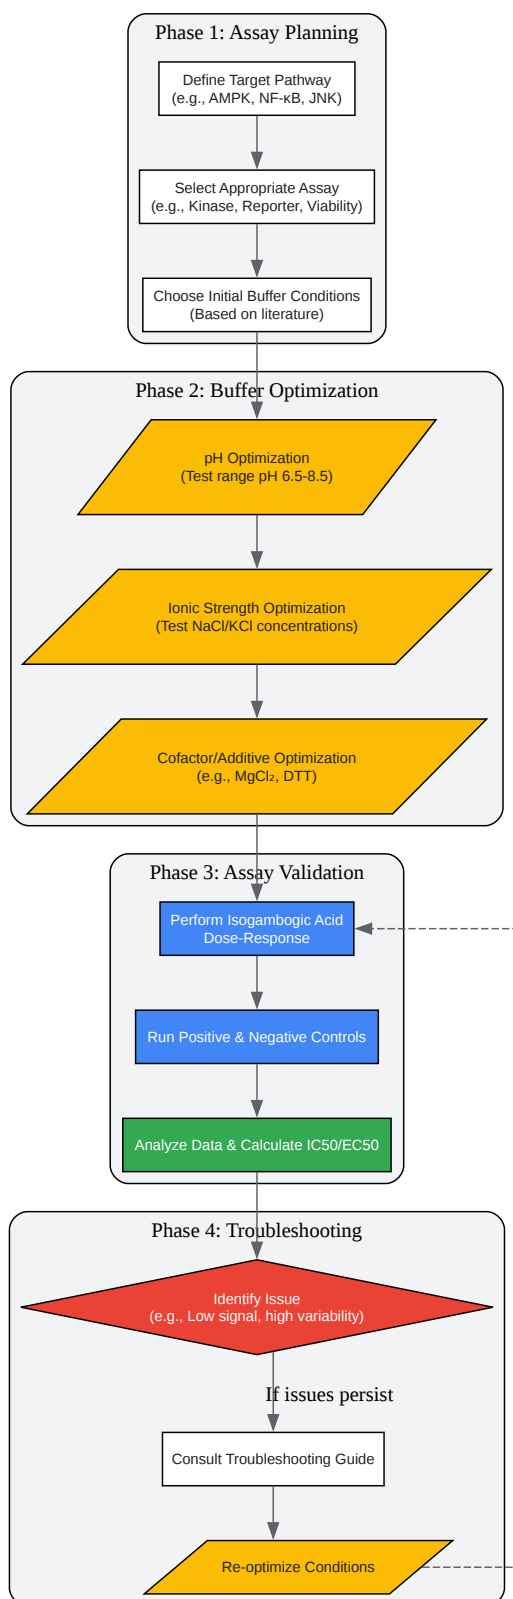 Phase 1: Assay Planning
Define Target Pathway
(e.g., AMPK, NF-κB, JNK)
Select Appropriate Assay
(e.g., Kinase, Reporter, Viability)
Choose Initial Buffer Conditions
(Based on literature)
Phase 2: Buffer Optimization
pH Optimization
(Test range pH 6.5-8.5)
Ionic Strength Optimization
(Test NaCl/KCl concentrations)
Cofactor/Additive Optimization
(e.g., MgCl₂, DTT)
Phase 3: Assay Validation
Perform Isogambogic Acid
Dose-Response
Run Positive & Negative Controls
Analyze Data & Calculate IC50/EC50
Phase 4: Troubleshooting
Identify Issue
(e.g., Low signal, high variability)
If issues persist
Consult Troubleshooting Guide
Re-optimize Conditions